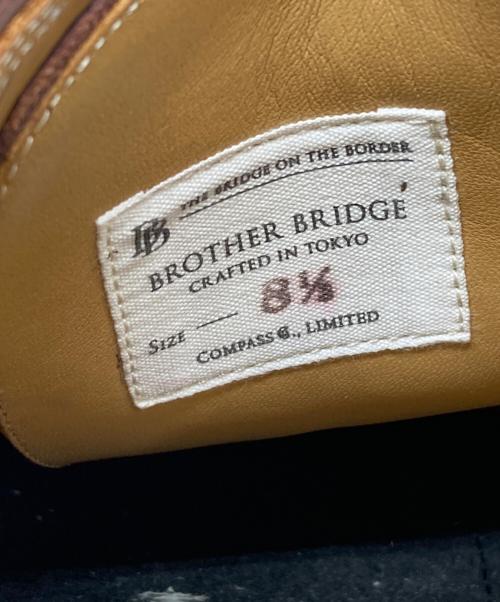 BB THE BRIDGE ON THE BORDER
BROTHER BRIDGE
CRAFTED IN TOKYO
SIZE — 8½
COMPASS Co., LIMITED